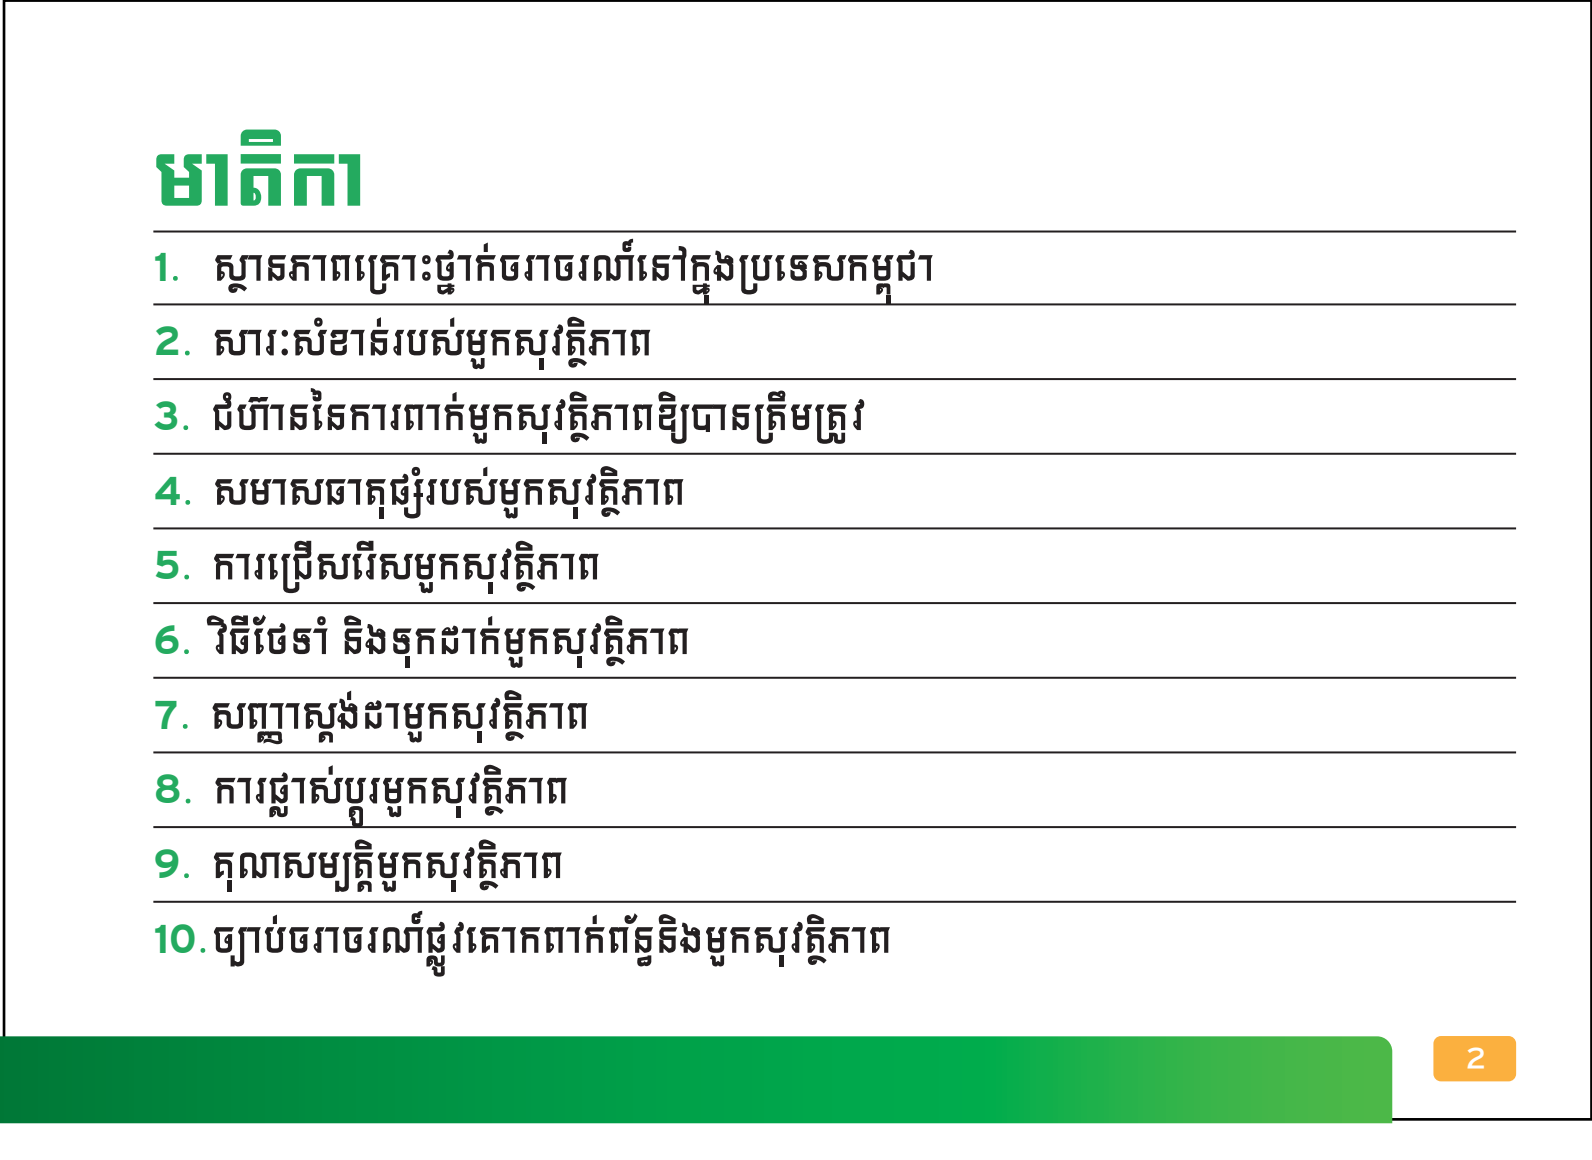 មាតិកា
1. ស្ថានភាពគ្រោះថ្នាក់ចរាចរណ៍នៅក្នុងប្រទេសកម្ពុជា
2. សារៈសំខាន់របស់មួកសុវត្ថិភាព
3. ជំហ៊ាននៃការពាក់មួកសុវត្ថិភាពឱ្យបានត្រឹមត្រូវ
4. សមាសធាតុផ្សំរបស់មួកសុវត្ថិភាព
5. ការជ្រើសរើសមួកសុវត្ថិភាព
6. វិធីថែទាំ និងទុកដាក់មួកសុវត្ថិភាព
7. សញ្ញាស្តង់ដាមួកសុវត្ថិភាព
8. ការផ្លាស់ប្តូរមួកសុវត្ថិភាព
9. គុណសម្បត្តិមួកសុវត្ថិភាព
10. ច្បាប់ចរាចរណ៍ផ្លូវគោកពាក់ព័ន្ធនិងមួកសុវត្ថិភាព
2